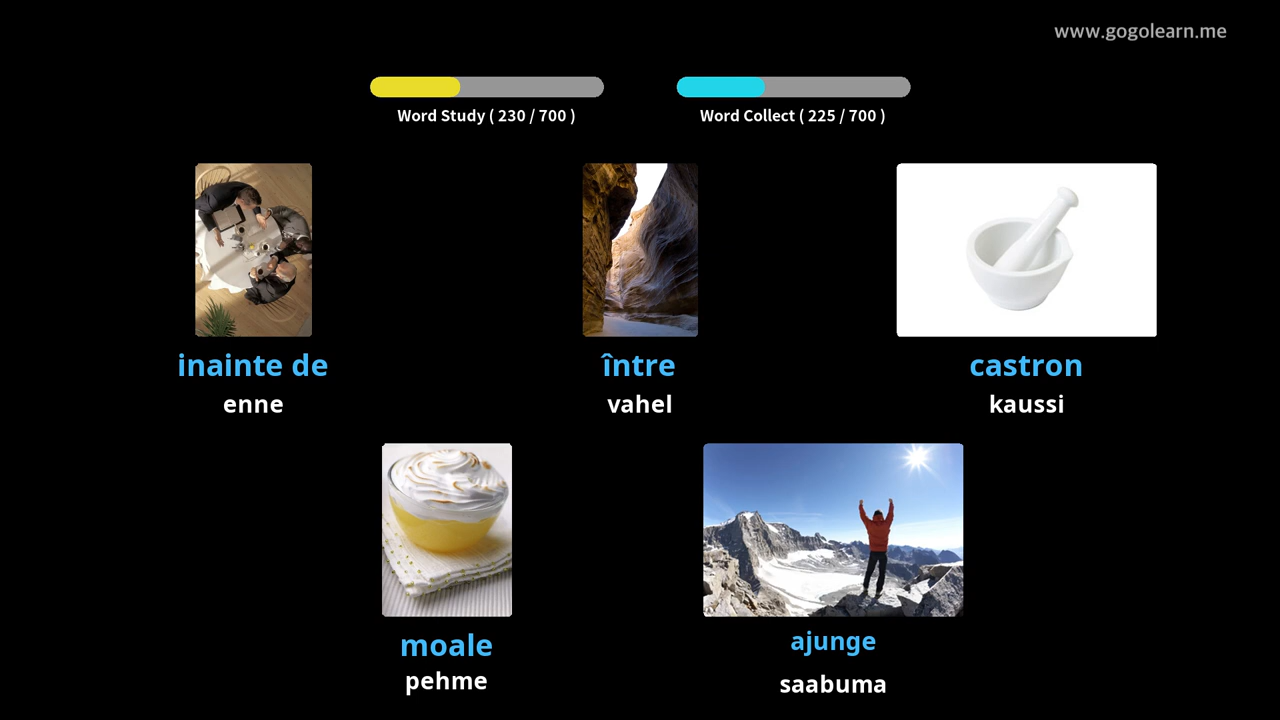 www.gogolearn.me
Word Study ( 230 / 700 )
Word Collect ( 225 / 700 )
inainte de
enne
între
vahel
castron
kaussi
moale
pehme
ajunge
saabuma